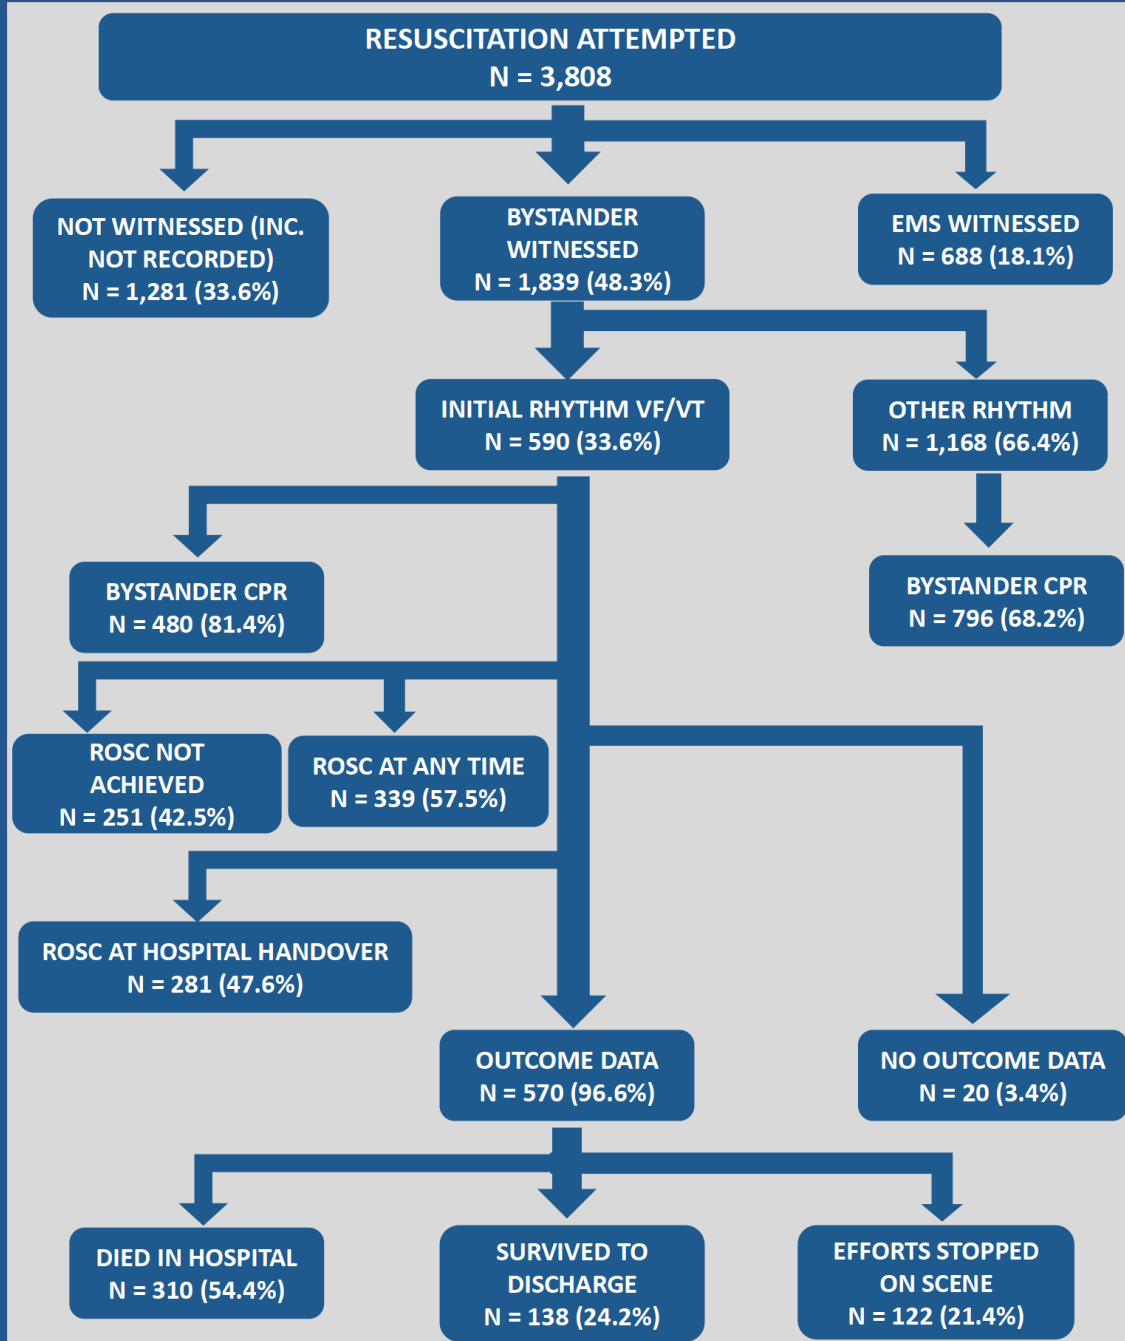 RESUSCITATION ATTEMPTED
N = 3,808
NOT WITNESSED (INC.
NOT RECORDED)
N = 1,281 (33.6%)
BYSTANDER
WITNESSED
N = 1,839 (48.3%)
EMS WITNESSED
N = 688 (18.1%)
INITIAL RHYTHM VF/VT
N = 590 (33.6%)
OTHER RHYTHM
N = 1,168 (66.4%)
BYSTANDER CPR
N = 480 (81.4%)
BYSTANDER CPR
N = 796 (68.2%)
ROSC NOT
ACHIEVED
N = 251 (42.5%)
ROSC AT ANY TIME
N = 339 (57.5%)
ROSC AT HOSPITAL HANDOVER
N = 281 (47.6%)
OUTCOME DATA
N = 570 (96.6%)
NO OUTCOME DATA
N = 20 (3.4%)
DIED IN HOSPITAL
N = 310 (54.4%)
SURVIVED TO
DISCHARGE
N = 138 (24.2%)
EFFORTS STOPPED
ON SCENE
N = 122 (21.4%)